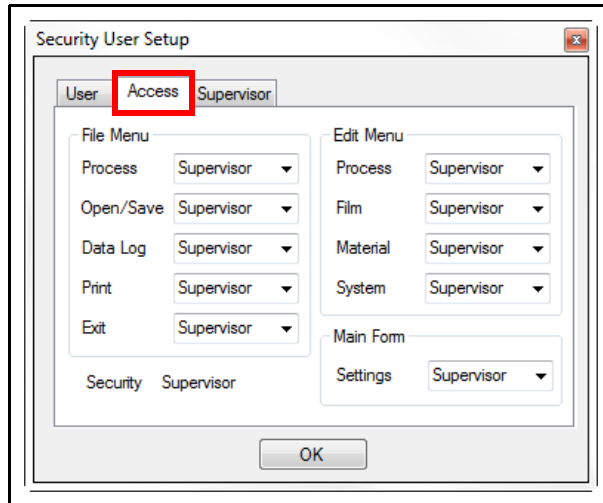 Security User Setup
User Access Supervisor
File Menu
Process Supervisor
Open/Save Supervisor
Data Log Supervisor
Print Supervisor
Exit Supervisor
Security Supervisor
Edit Menu
Process Supervisor
Film Supervisor
Material Supervisor
System Supervisor
Main Form
Settings Supervisor
OK